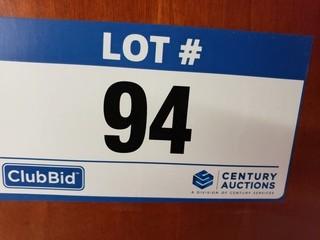 LOT #
94
ClubBid
CENTURY
AUCTIONS
A DIVISION OF CENTURY SERVICES